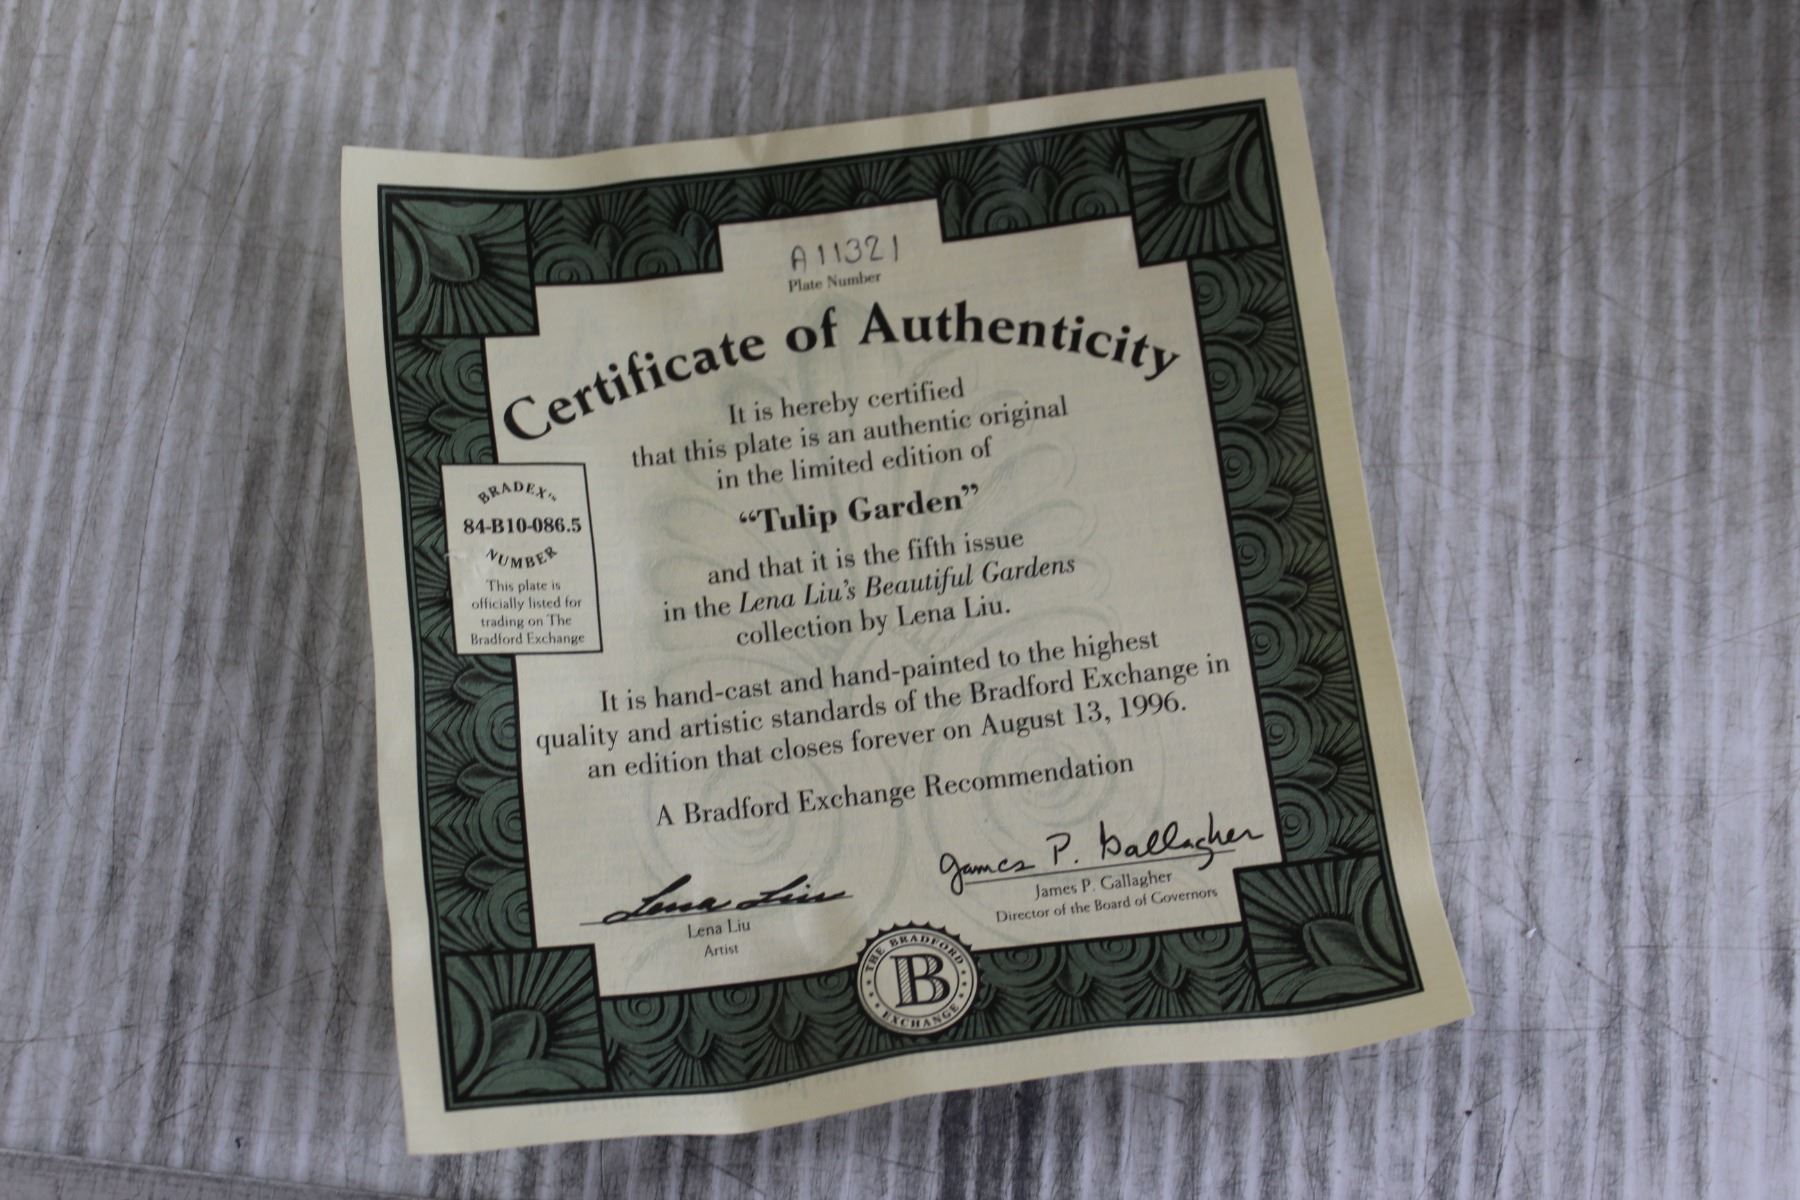 A11321
Plate Number
Certificate of Authenticity
It is hereby certified
that this plate is an authentic original
in the limited edition of
“Tulip Garden”
and that it is the fifth issue
in the Lena Liu’s Beautiful Gardens
collection by Lena Liu.
BRADEX™
84-B10-086.5
NUMBER
This plate is
officially listed for
trading on The
Bradford Exchange
It is hand-cast and hand-painted to the highest
quality and artistic standards of the Bradford Exchange in
an edition that closes forever on August 13, 1996.
A Bradford Exchange Recommendation
Lena Liu
Lena Liu
Artist
James P. Gallagher
James P. Gallagher
Director of the Board of Governors
THE BRADFORD
B
EXCHANGE